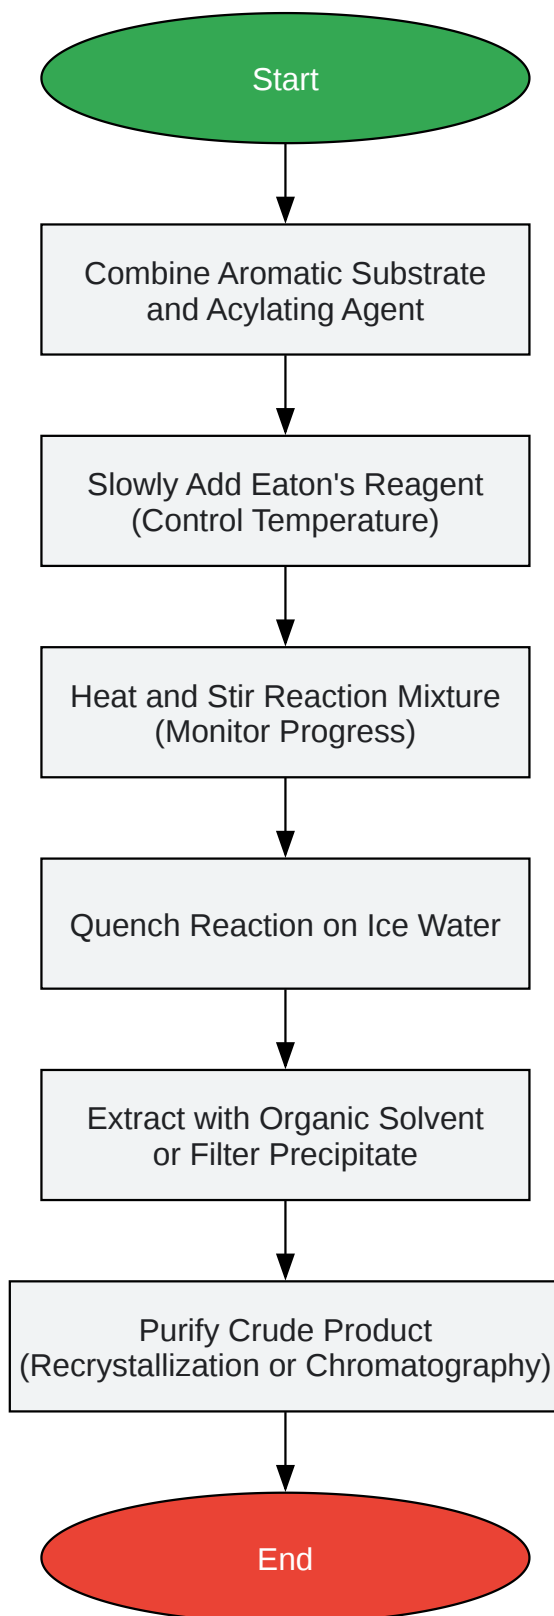 Start
Combine Aromatic Substrate
and Acylating Agent
Slowly Add Eaton's Reagent
(Control Temperature)
Heat and Stir Reaction Mixture
(Monitor Progress)
Quench Reaction on Ice Water
Extract with Organic Solvent
or Filter Precipitate
Purify Crude Product
(Recrystallization or Chromatography)
End